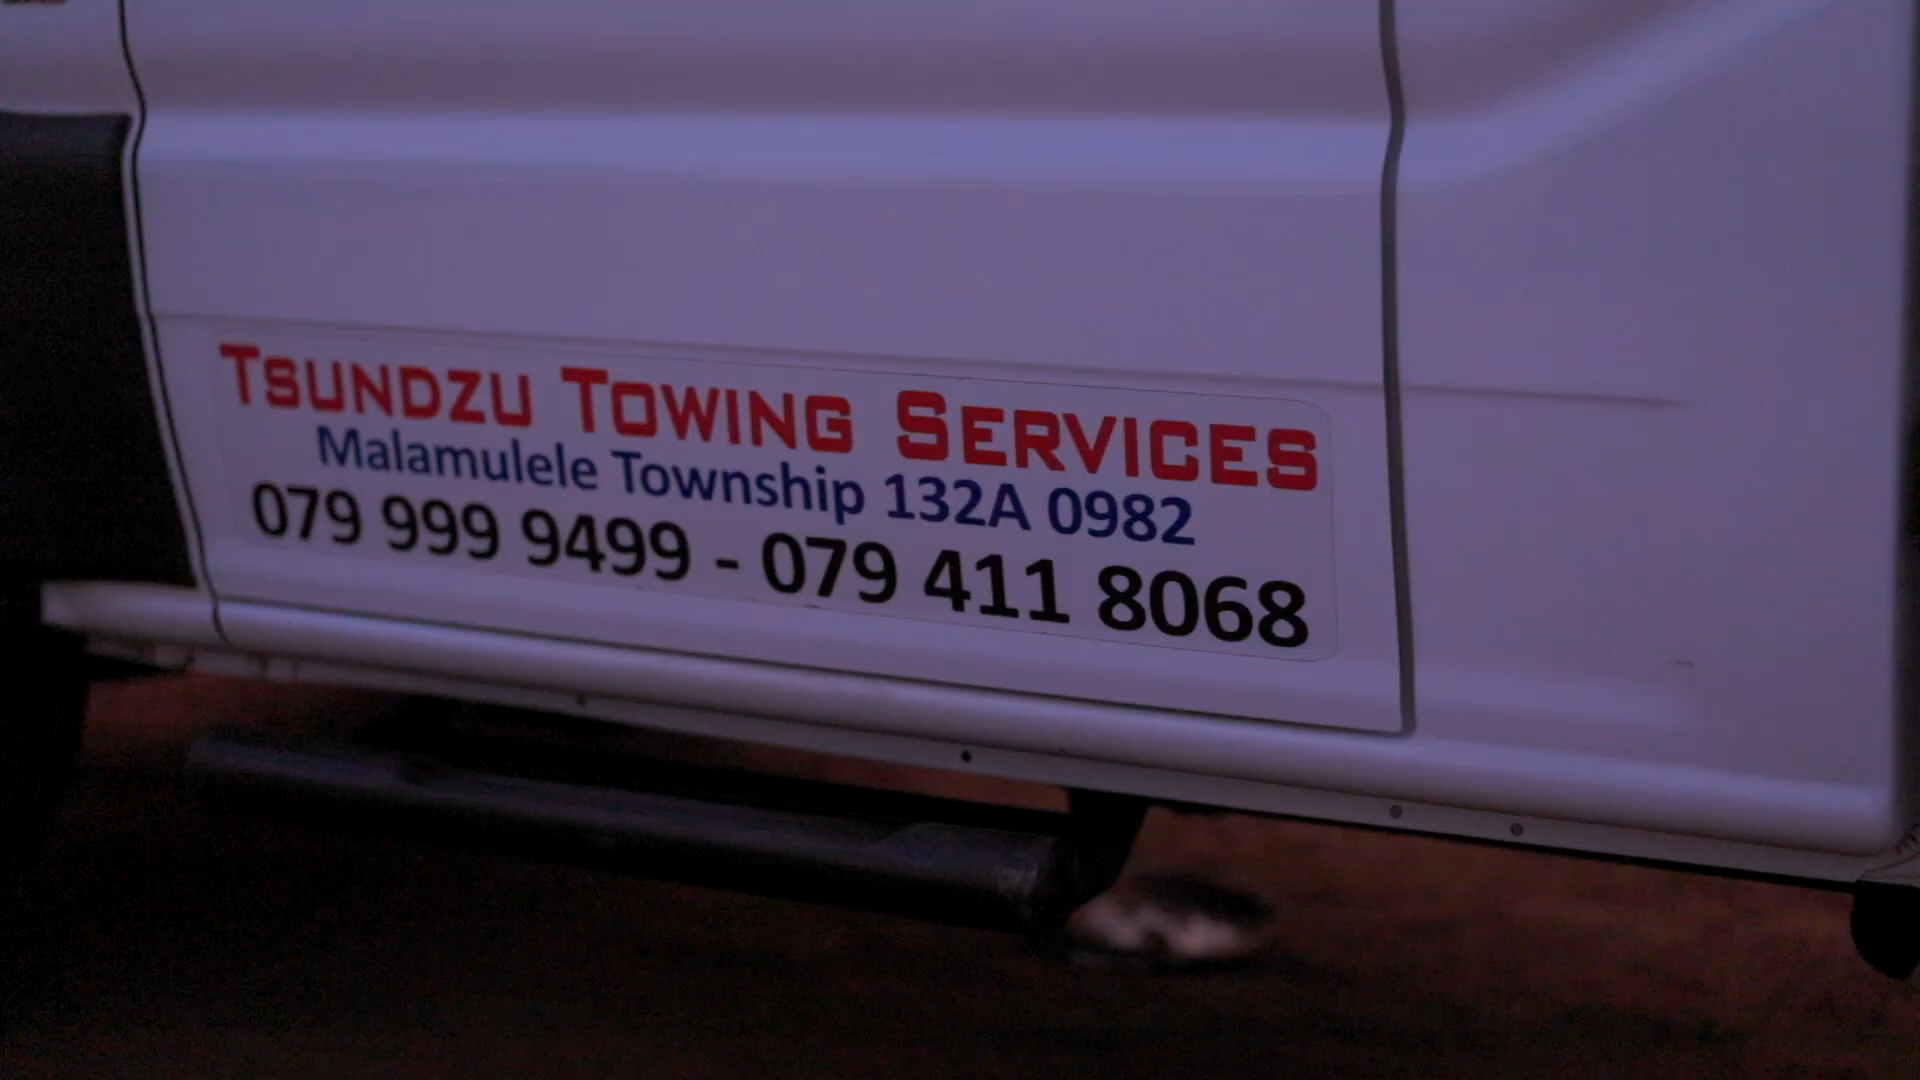 TSUNDZU TOWING SERVICES
Malamulele Township 132A 0982
079 999 9499 - 079 411 8068